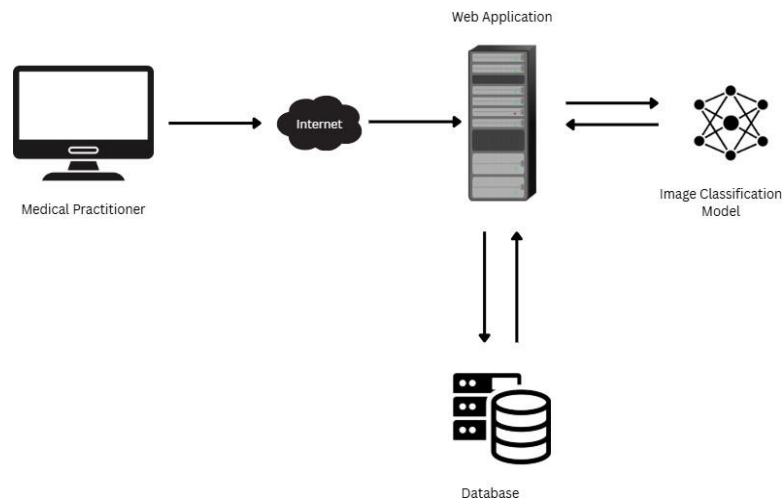 Web Application
Internet
Medical Practitioner
Image Classification
Model
Database